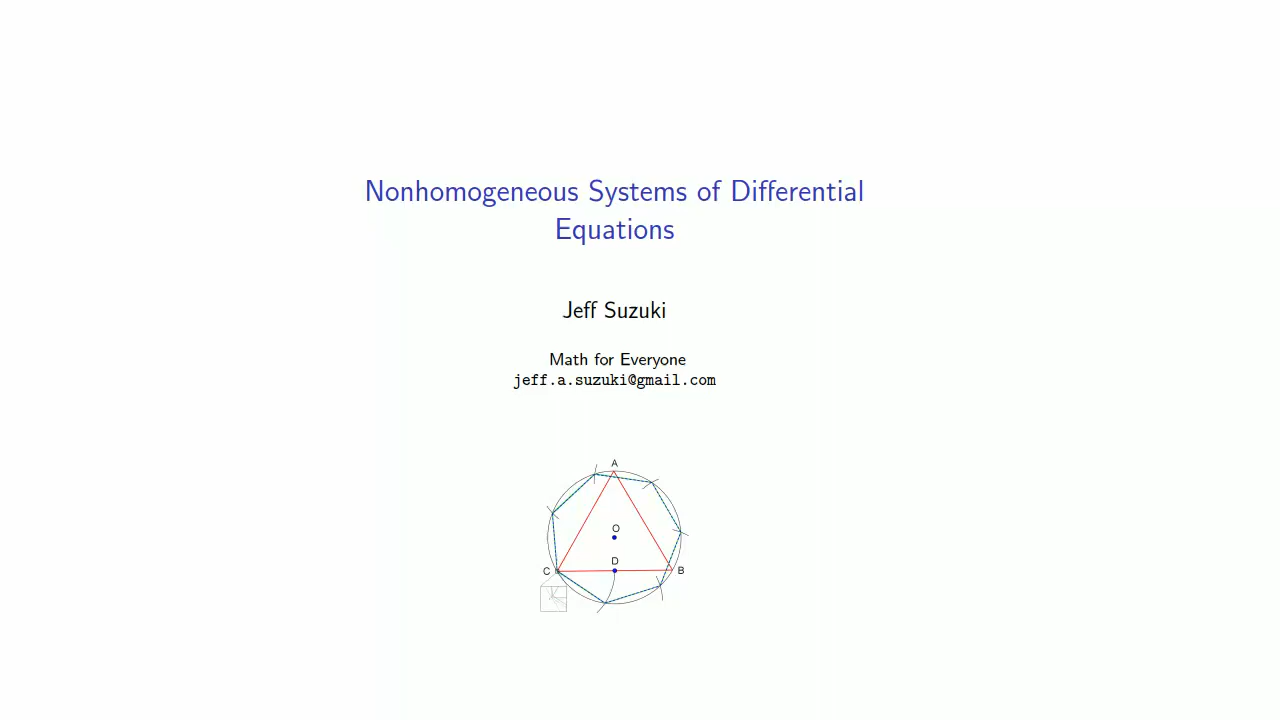 Nonhomogeneous Systems of Differential
Equations
Jeff Suzuki
Math for Everyone
jeff.a.suzuki@gmail.com
A
O
D
C
B